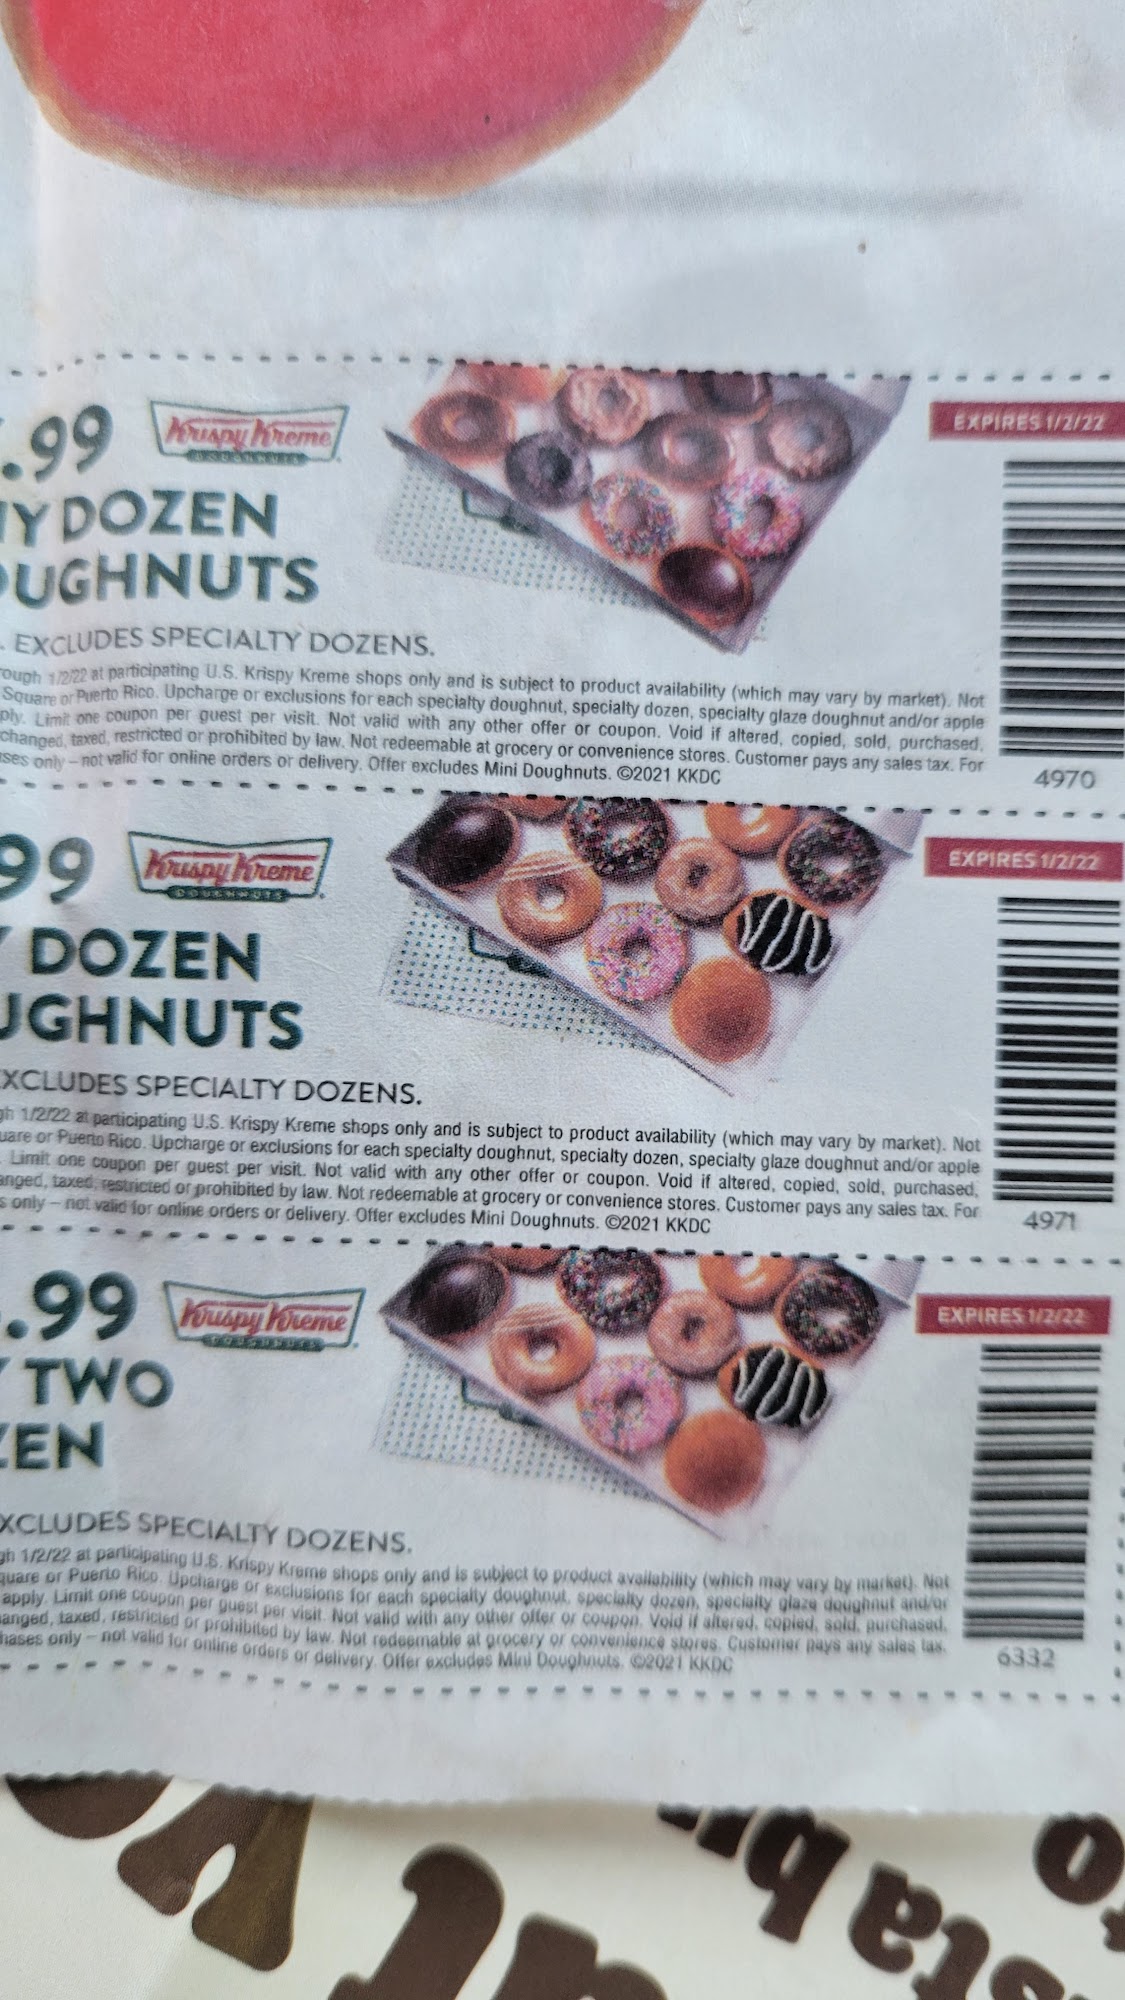 .99
Krispy Kreme
DOUGHNUTS
EXPIRES 1/2/22
NY DOZEN
OUGHNUTS
. EXCLUDES SPECIALTY DOZENS.
rough 1/2/22 at participating U.S. Krispy Kreme shops only and is subject to product availability (which may vary by market). Not
Square or Puerto Rico. Upcharge or exclusions for each specialty doughnut, specialty dozen, specialty glaze doughnut and/or apple
ply. Limit one coupon per guest per visit. Not valid with any other offer or coupon. Void if altered, copied, sold, purchased,
changed, taxed, restricted or prohibited by law. Not redeemable at grocery or convenience stores. Customer pays any sales tax. For
ses only – not valid for online orders or delivery. Offer excludes Mini Doughnuts. ©2021 KKDC
4970
99
Krispy Kreme
DOUGHNUTS
EXPIRES 1/2/22
Y DOZEN
UGHNUTS
XCLUDES SPECIALTY DOZENS.
gh 1/2/22 at participating U.S. Krispy Kreme shops only and is subject to product availability (which may vary by market). Not
uare or Puerto Rico. Upcharge or exclusions for each specialty doughnut, specialty dozen, specialty glaze doughnut and/or apple
. Limit one coupon per guest per visit. Not valid with any other offer or coupon. Void if altered, copied, sold, purchased,
anged, taxed, restricted or prohibited by law. Not redeemable at grocery or convenience stores. Customer pays any sales tax. For
s only – not valid for online orders or delivery. Offer excludes Mini Doughnuts. ©2021 KKDC
4971
.99
Krispy Kreme
DOUGHNUTS
EXPIRES 1/2/22
Y TWO
ZEN
XCLUDES SPECIALTY DOZENS.
gh 1/2/22 at participating U.S. Krispy Kreme shops only and is subject to product availability (which may vary by market). Not
quare or Puerto Rico. Upcharge or exclusions for each specialty doughnut, specialty dozen, specialty glaze doughnut and/or
apply. Limit one coupon per guest per visit. Not valid with any other offer or coupon. Void if altered, copied, sold, purchased,
anged, taxed, restricted or prohibited by law. Not redeemable at grocery or convenience stores. Customer pays any sales tax.
hases only – not valid for online orders or delivery. Offer excludes Mini Doughnuts. ©2021 KKDC
6332